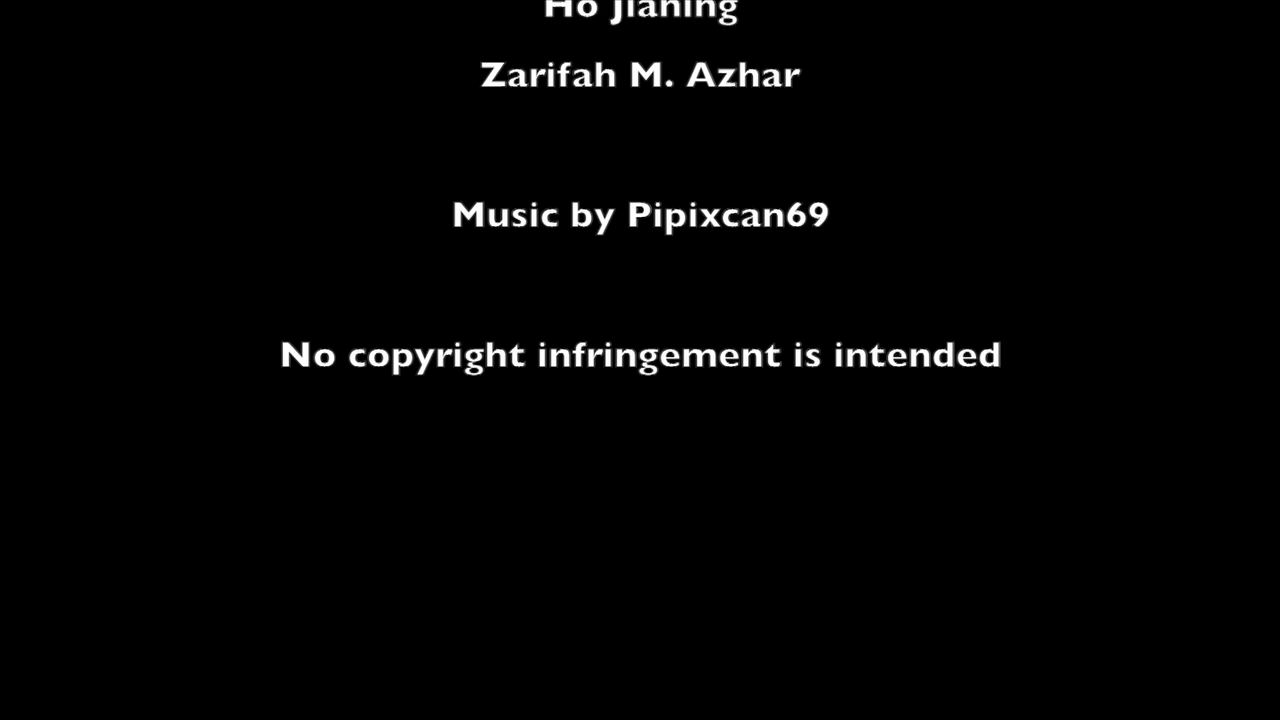 Ho Jianing
Zarifah M. Azhar
Music by Pipixcan69
No copyright infringement is intended